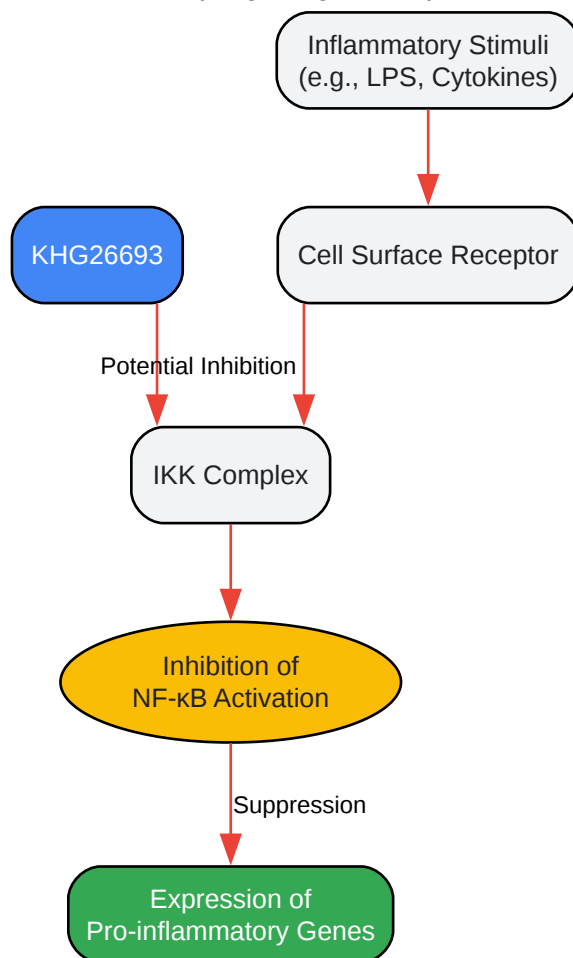 Inflammatory Stimuli
(e.g., LPS, Cytokines)
KHG26693
Cell Surface Receptor
Potential Inhibition
IKK Complex
Inhibition of
NF-κB Activation
Suppression
Expression of
Pro-inflammatory Genes